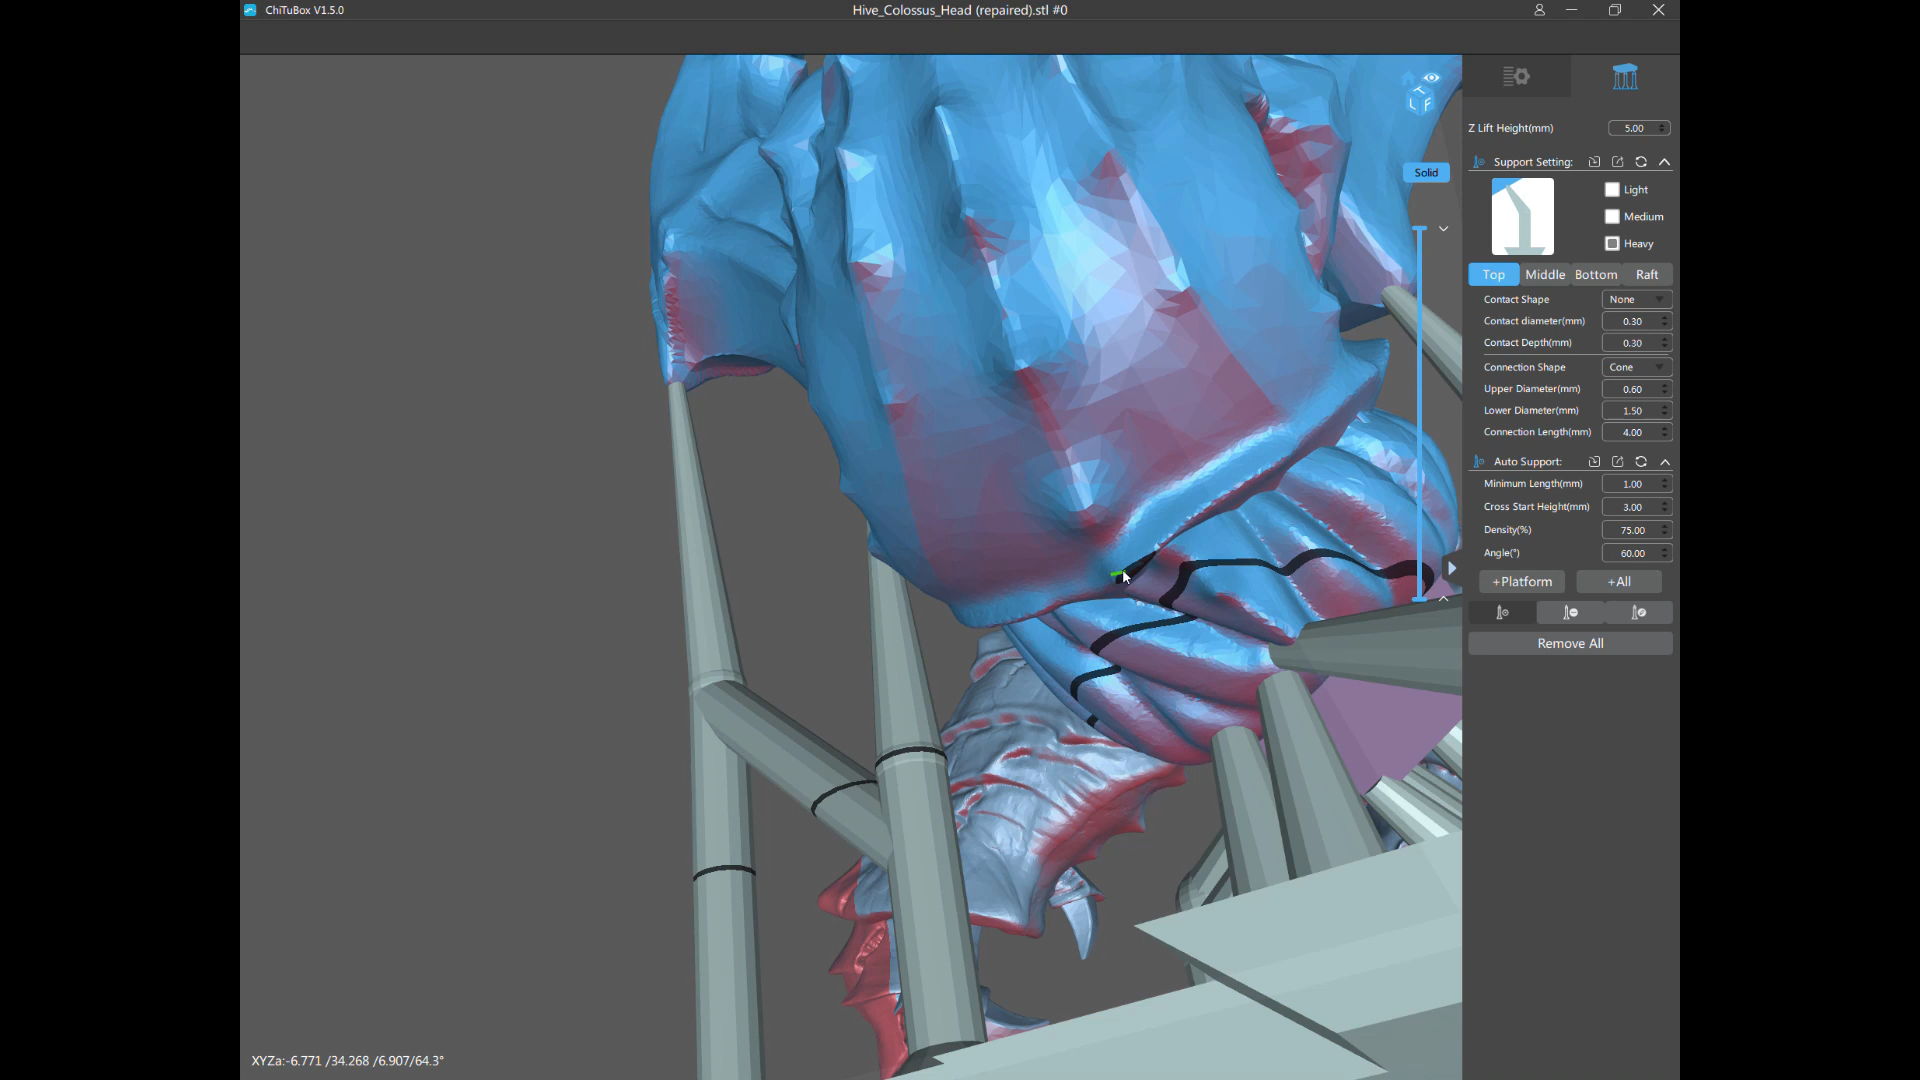 ChiTuBox V1.5.0
Hive_Colossus_Head (repaired).stl #0
T
L F
Z Lift Height(mm) 5.00
Support Setting:
Solid
Light
Medium
Heavy
Top Middle Bottom Raft
Contact Shape None
Contact diameter(mm) 0.30
Contact Depth(mm) 0.30
Connection Shape Cone
Upper Diameter(mm) 0.60
Lower Diameter(mm) 1.50
Connection Length(mm) 4.00
Auto Support:
Minimum Length(mm) 1.00
Cross Start Height(mm) 3.00
Density(%) 75.00
Angle(°) 60.00
+Platform +All
Remove All
XYZa:-6.771 /34.268 /6.907/64.3°